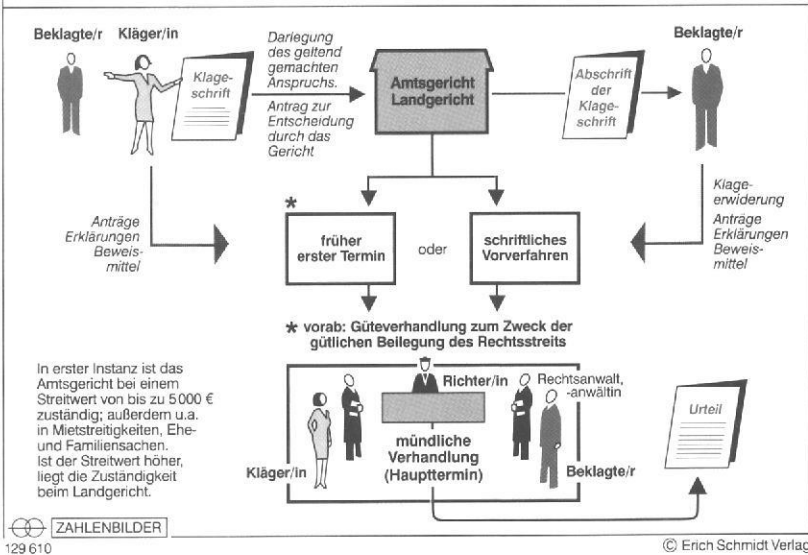 Beklagte/r
Kläger/in
Klage-
schrift
Darlegung
des geltend
gemachten
Anspruchs.
Antrag zur
Entscheidung
durch das
Gericht
Amtsgericht
Landgericht
Abschrift
der
Klage-
schrift
Beklagte/r
Anträge
Erklärungen
Beweis-
mittel
*
früher
erster Termin
oder
schriftliches
Vorverfahren
Klage-
erwiderung
Anträge
Erklärungen
Beweis-
mittel
* vorab: Güteverhandlung zum Zweck der
gütlichen Beilegung des Rechtsstreits
In erster Instanz ist das
Amtsgericht bei einem
Streitwert von bis zu 5000 €
zuständig; außerdem u.a.
in Mietstreitigkeiten, Ehe-
und Familiensachen.
Ist der Streitwert höher,
liegt die Zuständigkeit
beim Landgericht.
Richter/in
Rechtsanwalt,
-anwältin
Kläger/in
mündliche
Verhandlung
(Haupttermin)
Beklagte/r
Urteil
ZAHLENBILDER
129 610
© Erich Schmidt Verlag